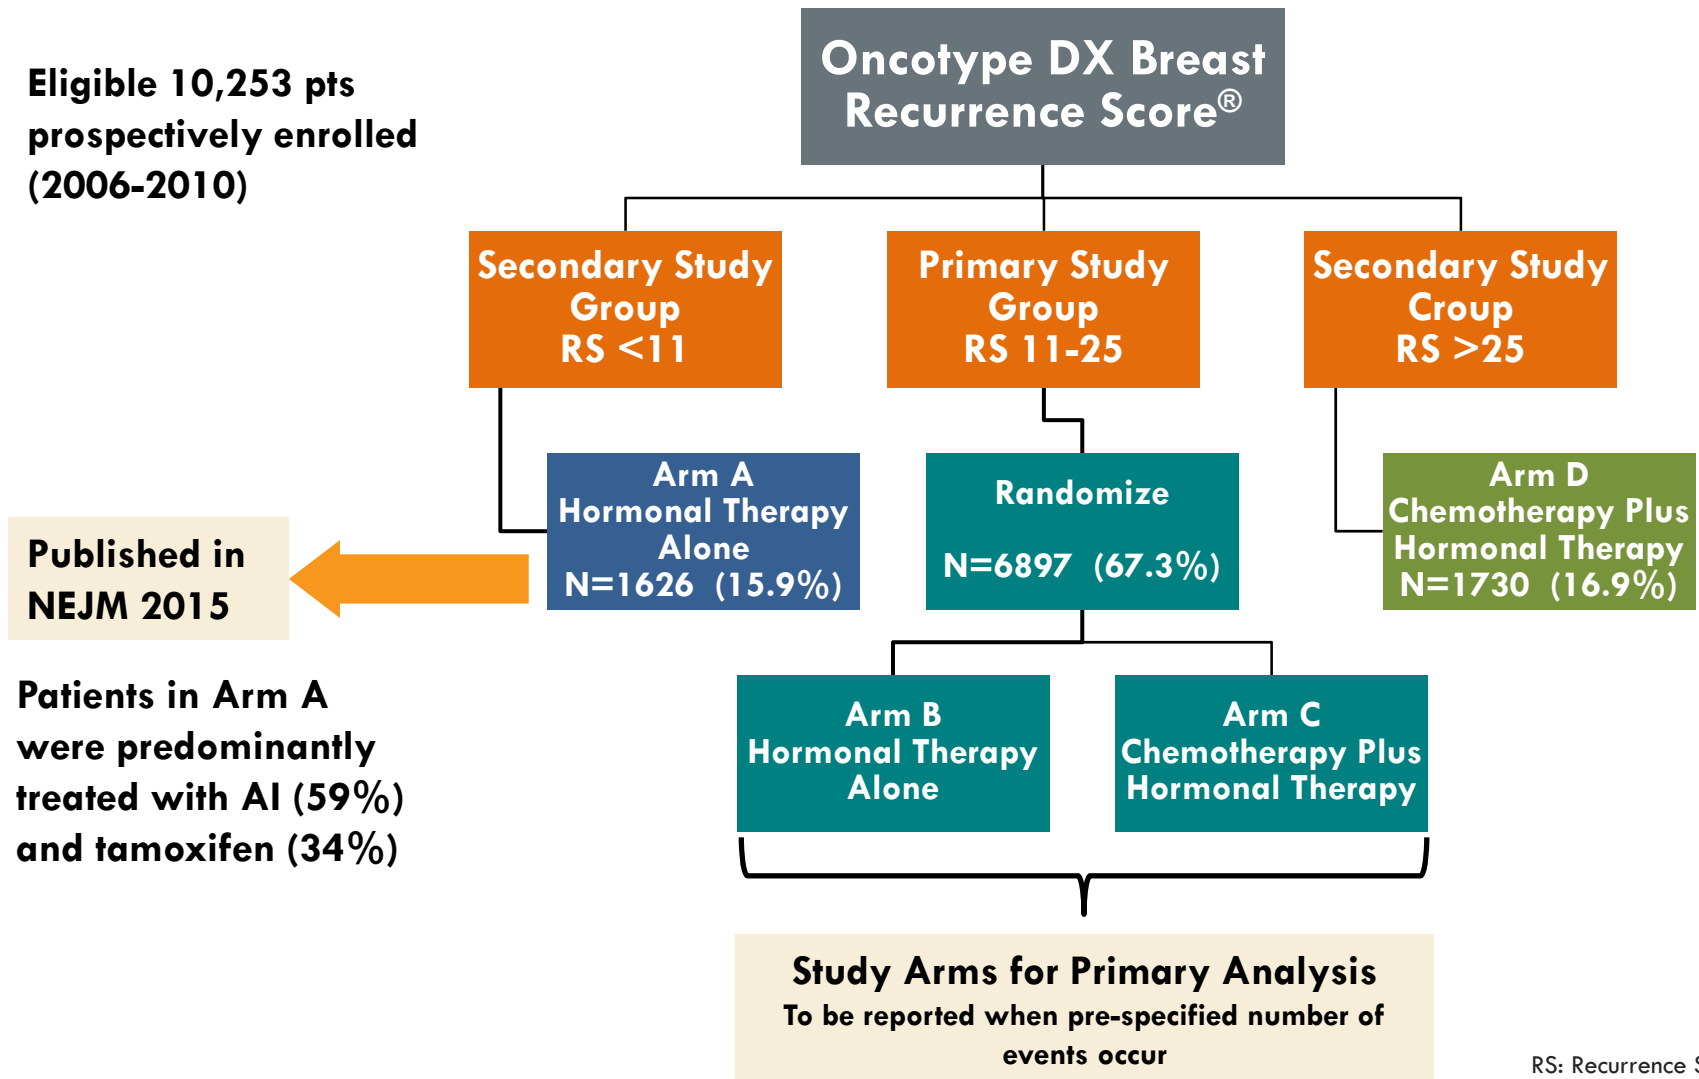 Eligible 10,253 pts
prospectively enrolled
(2006-2010)
Oncotype DX Breast
Recurrence Score®
Secondary Study
Group
RS <11
Primary Study
Group
RS 11-25
Secondary Study
Croup
RS >25
Arm A
Hormonal Therapy
Alone
N=1626 (15.9%)
Randomize
N=6897 (67.3%)
Arm D
Chemotherapy Plus
Hormonal Therapy
N=1730 (16.9%)
Published in
NEJM 2015
Patients in Arm A
were predominantly
treated with AI (59%)
and tamoxifen (34%)
Arm B
Hormonal Therapy
Alone
Arm C
Chemotherapy Plus
Hormonal Therapy
Study Arms for Primary Analysis
To be reported when pre-specified number of
events occur
RS: Recurrence